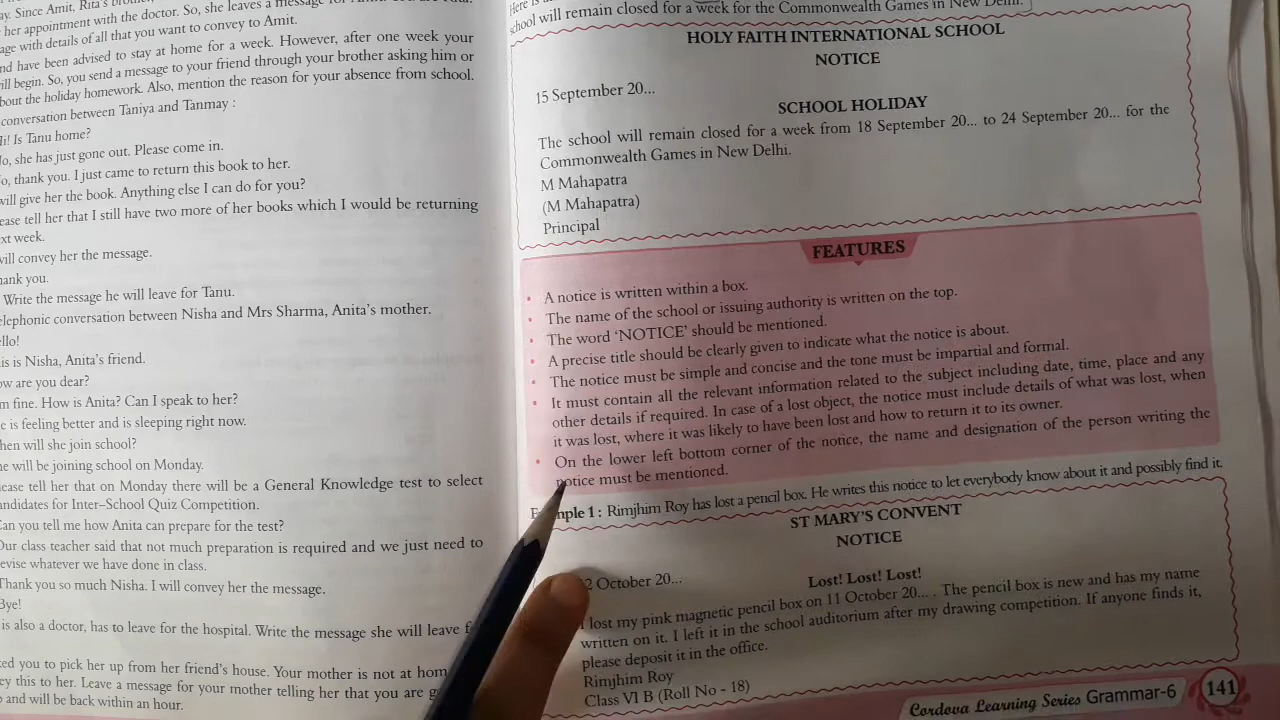 ay. Since Amit, Rita's brother,
her appointment with the doctor. So, she leaves a message for Amit.
age with details of all that you want to convey to Amit.
nd have been advised to stay at home for a week. However, after one week your
ill begin. So, you send a message to your friend through your brother asking him or
bout the holiday homework. Also, mention the reason for your absence from school.
conversation between Taniya and Tanmay :
Hi! Is Tanu home?
No, she has just gone out. Please come in.
o, thank you. I just came to return this book to her.
will give her the book. Anything else I can do for you?
ease tell her that I still have two more of her books which I would be returning
xt week.
will convey her the message.
hank you.
Write the message he will leave for Tanu.
elephonic conversation between Nisha and Mrs Sharma, Anita's mother.
ello!
is is Nisha, Anita's friend.
ow are you dear?
m fine. How is Anita? Can I speak to her?
e is feeling better and is sleeping right now.
hen will she join school?
he will be joining school on Monday.
ease tell her that on Monday there will be a General Knowledge test to select
andidates for Inter–School Quiz Competition.
Can you tell me how Anita can prepare for the test?
Our class teacher said that not much preparation is required and we just need to
evise whatever we have done in class.
Thank you so much Nisha. I will convey her the message.
Bye!
is also a doctor, has to leave for the hospital. Write the message she will leave f
ked you to pick her up from her friend's house. Your mother is not at hom
ey this to her. Leave a message for your mother telling her that you are g
o and will be back within an hour.
Here is
school will remain closed for a week for the Commonwealth Games in New Delhi.
HOLY FAITH INTERNATIONAL SCHOOL
NOTICE
15 September 20...
SCHOOL HOLIDAY
The school will remain closed for a week from 18 September 20... to 24 September 20... for the
Commonwealth Games in New Delhi.
M Mahapatra
(M Mahapatra)
Principal
FEATURES
• A notice is written within a box.
• The name of the school or issuing authority is written on the top.
• The word 'NOTICE' should be mentioned.
• A precise title should be clearly given to indicate what the notice is about.
• The notice must be simple and concise and the tone must be impartial and formal.
• It must contain all the relevant information related to the subject including date, time, place and any
other details if required. In case of a lost object, the notice must include details of what was lost, when
it was lost, where it was likely to have been lost and how to return it to its owner.
• On the lower left bottom corner of the notice, the name and designation of the person writing the
notice must be mentioned.
E mple 1 : Rimjhim Roy has lost a pencil box. He writes this notice to let everybody know about it and possibly find it.
ST MARY'S CONVENT
NOTICE
2 October 20...
Lost! Lost! Lost!
I lost my pink magnetic pencil box on 11 October 20... . The pencil box is new and has my name
written on it. I left it in the school auditorium after my drawing competition. If anyone finds it,
please deposit it in the office.
Rimjhim Roy
Class VI B (Roll No - 18)
Cordova Learning Series Grammar-6 141